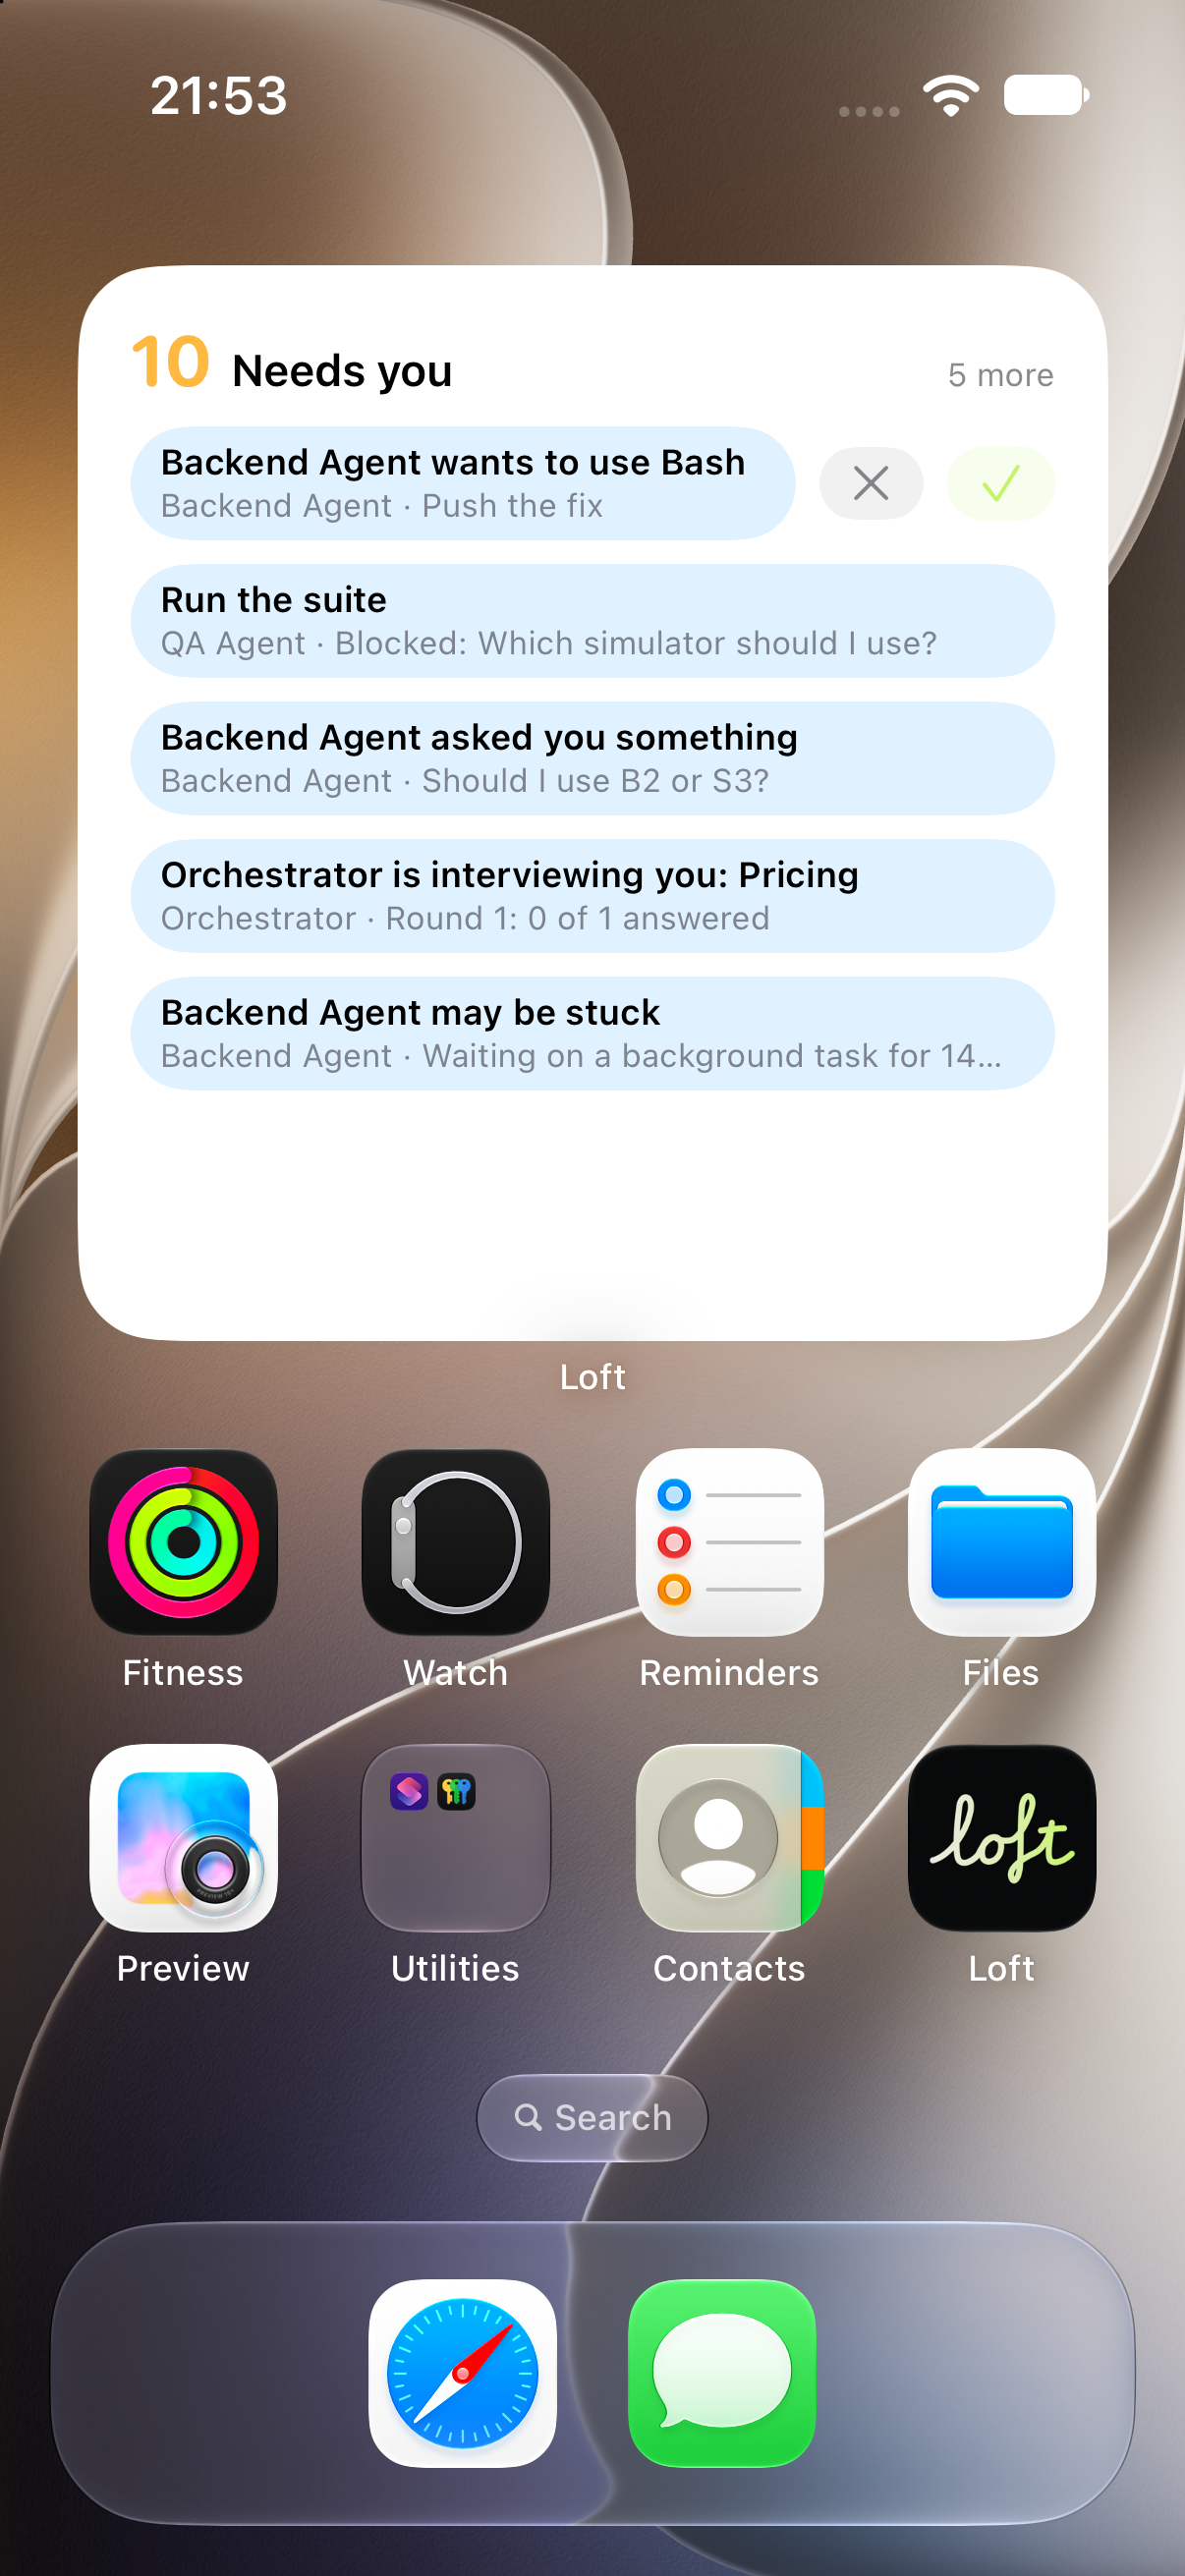 21:53
10 Needs you
5 more
Backend Agent wants to use Bash
Backend Agent · Push the fix
Run the suite
QA Agent · Blocked: Which simulator should I use?
Backend Agent asked you something
Backend Agent · Should I use B2 or S3?
Orchestrator is interviewing you: Pricing
Orchestrator · Round 1: 0 of 1 answered
Backend Agent may be stuck
Backend Agent · Waiting on a background task for 14...
Loft
Fitness
Watch
Reminders
Files
loft
Preview
Utilities
Contacts
Loft
Search